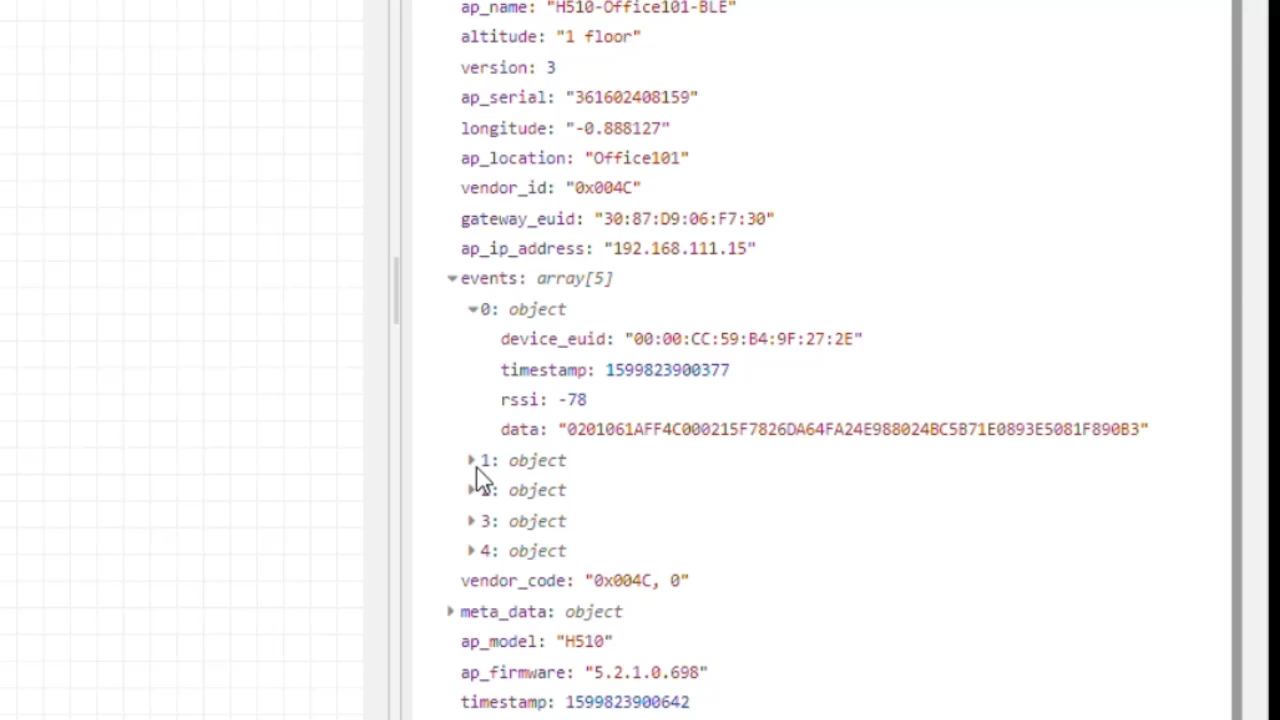 ap_name: "H510-Office101-BLE"
altitude: "1 floor"
version: 3
ap_serial: "361602408159"
longitude: "-0.888127"
ap_location: "Office101"
vendor_id: "0x004C"
gateway_euid: "30:87:D9:06:F7:30"
ap_ip_address: "192.168.111.15"
events: array[5]
0: object
device_euid: "00:00:CC:59:B4:9F:27:2E"
timestamp: 1599823900377
rssi: -78
data: "0201061AFF4C000215F7826DA64FA24E988024BC5B71E0893E5081F890B3"
1: object
object
3: object
4: object
vendor_code: "0x004C, 0"
meta_data: object
ap_model: "H510"
ap_firmware: "5.2.1.0.698"
timestamp: 1599823900642